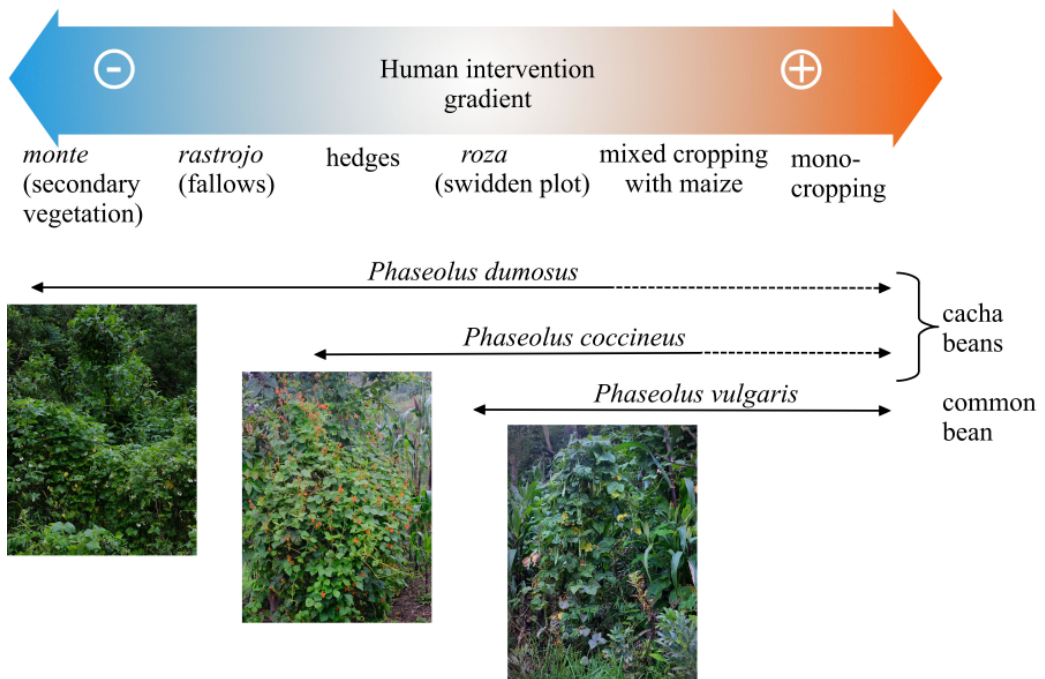 -
+
Human intervention
gradient
monte
(secondary
vegetation)
rastrojo
(fallows)
hedges
roza
(swidden plot)
mixed cropping
with maize
mono-
cropping
Phaseolus dumosus
Phaseolus coccineus
cacha
beans
Phaseolus vulgaris
common
bean